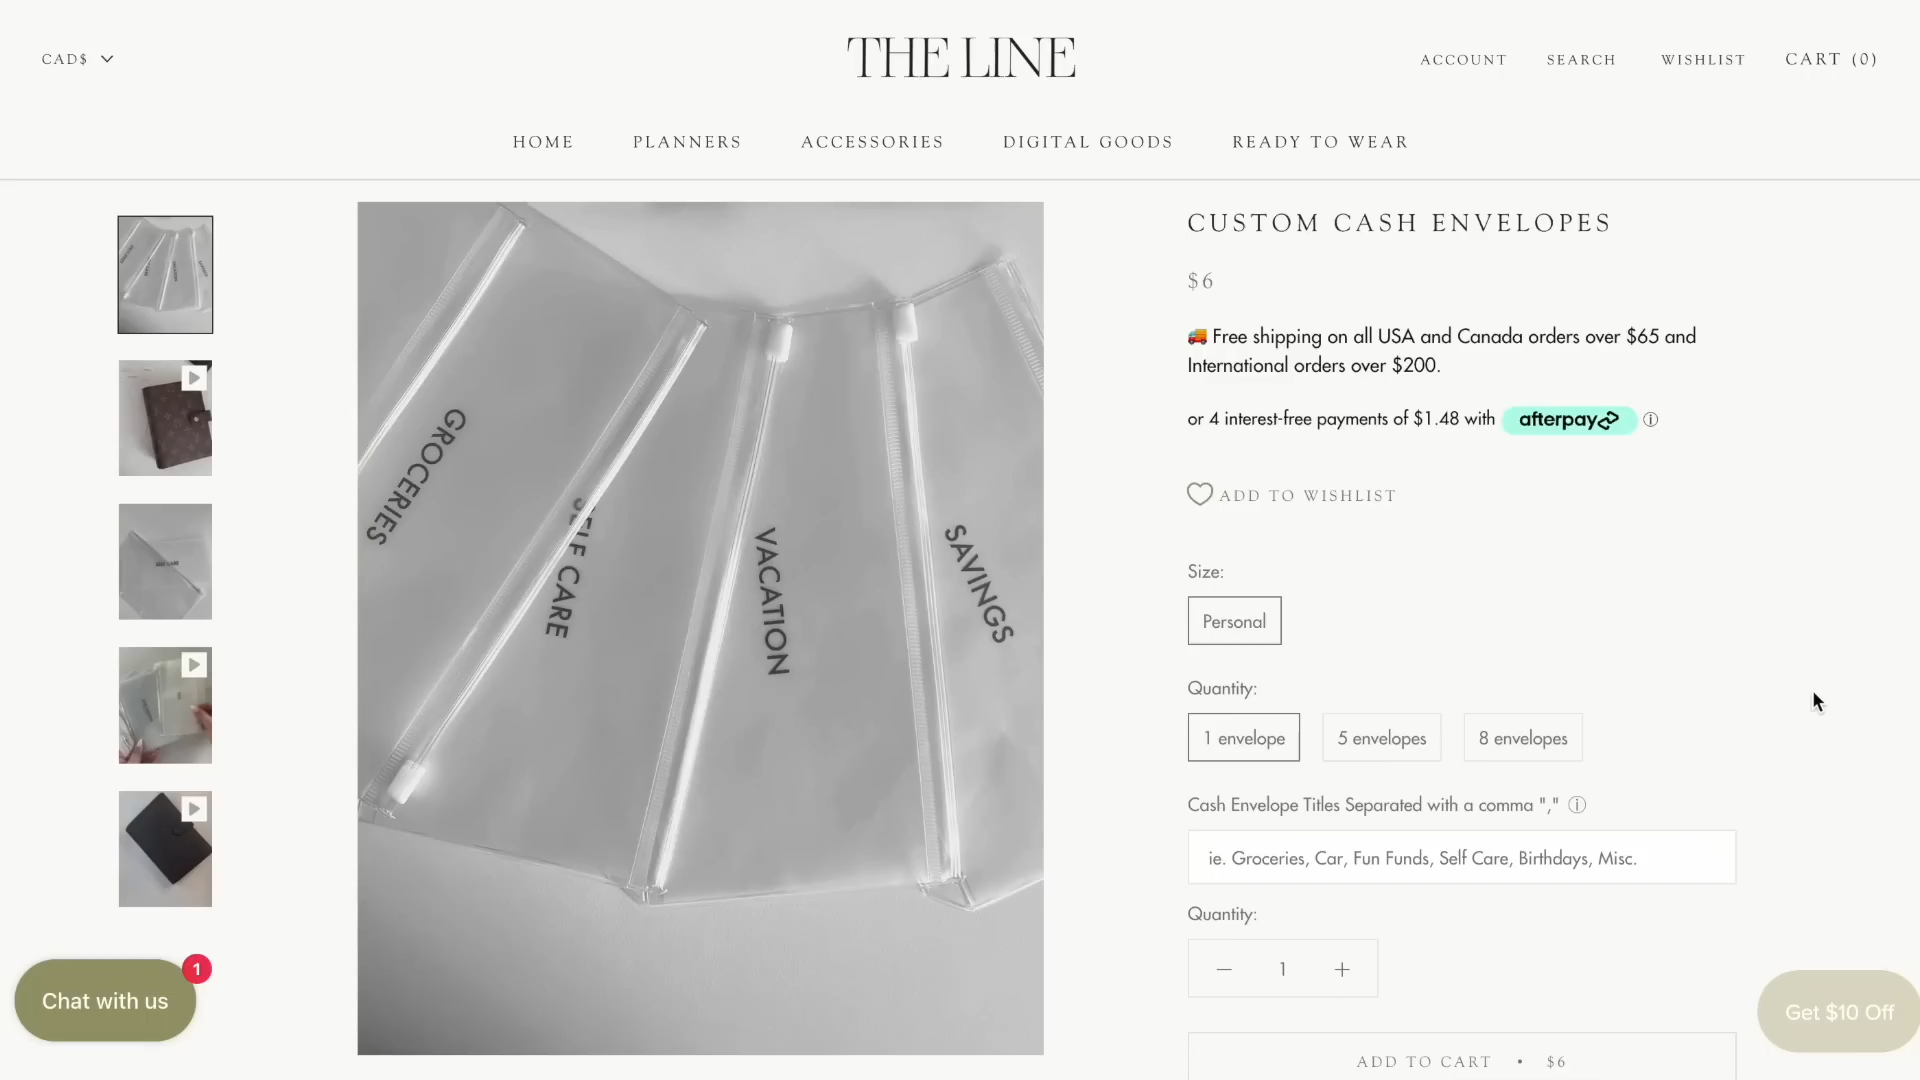 CAD$
THE LINE
ACCOUNT
SEARCH
WISHLIST
CART (0)
HOME
PLANNERS
ACCESSORIES
DIGITAL GOODS
READY TO WEAR
GROCERIES
SELF CARE
VACATION
SAVINGS
CUSTOM CASH ENVELOPES
$6
🚚 Free shipping on all USA and Canada orders over $65 and
International orders over $200.
or 4 interest-free payments of $1.48 with afterpay ⓘ
ADD TO WISHLIST
Size:
Personal
Quantity:
1 envelope
5 envelopes
8 envelopes
Cash Envelope Titles Separated with a comma "," ⓘ
ie. Groceries, Car, Fun Funds, Self Care, Birthdays, Misc.
Quantity:
1
ADD TO CART • $6
Chat with us
1
Get $10 Off